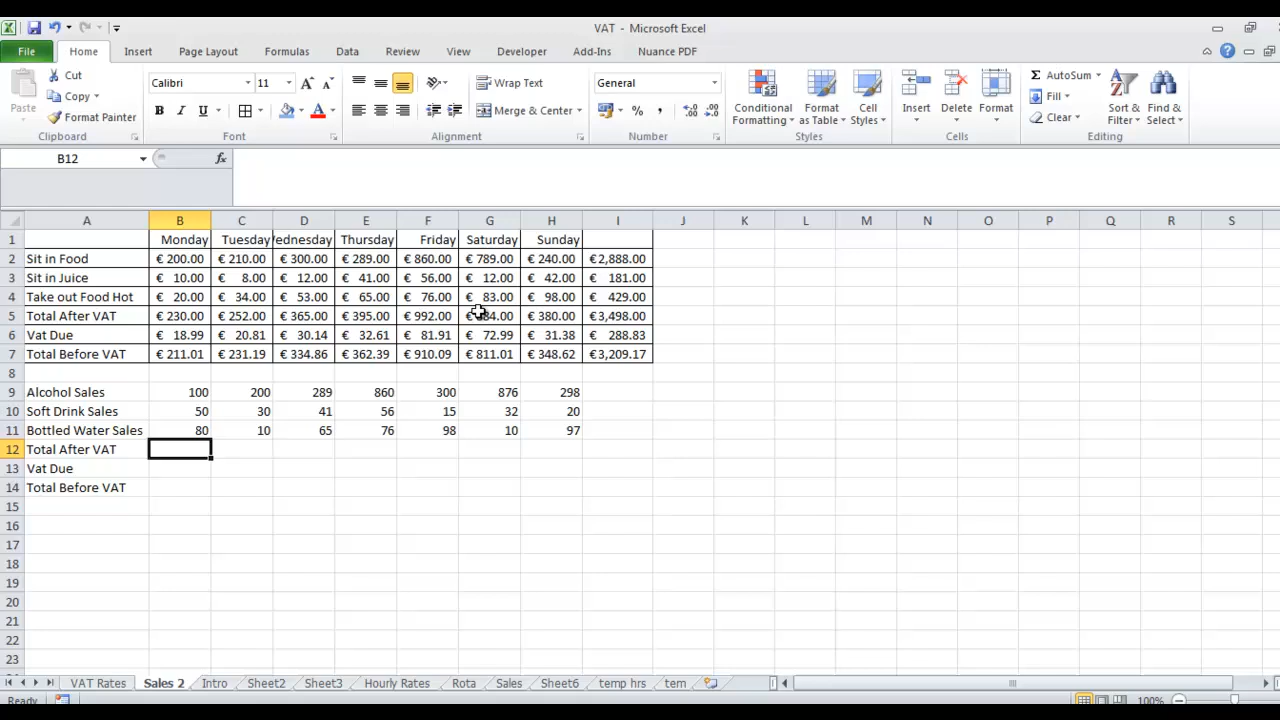 VAT - Microsoft Excel
File Home Insert Page Layout Formulas Data Review View Developer Add-Ins Nuance PDF
Paste Cut Copy Format Painter Clipboard
Calibri 11 B I U A Font
Wrap Text Merge & Center Alignment
General % , Number
Conditional Formatting Format as Table Cell Styles Styles
Insert Delete Format Cells
Σ AutoSum Fill Clear Sort & Filter Find & Select Editing
B12 fx
A B C D E F G H I J K L M N O P Q R S
1 Monday Tuesday Wednesday Thursday Friday Saturday Sunday
2 Sit in Food € 200.00 € 210.00 € 300.00 € 289.00 € 860.00 € 789.00 € 240.00 € 2,888.00
3 Sit in Juice € 10.00 € 8.00 € 12.00 € 41.00 € 56.00 € 12.00 € 42.00 € 181.00
4 Take out Food Hot € 20.00 € 34.00 € 53.00 € 65.00 € 76.00 € 83.00 € 98.00 € 429.00
5 Total After VAT € 230.00 € 252.00 € 365.00 € 395.00 € 992.00 € 84.00 € 380.00 € 3,498.00
6 Vat Due € 18.99 € 20.81 € 30.14 € 32.61 € 81.91 € 72.99 € 31.38 € 288.83
7 Total Before VAT € 211.01 € 231.19 € 334.86 € 362.39 € 910.09 € 811.01 € 348.62 € 3,209.17
8
9 Alcohol Sales 100 200 289 860 300 876 298
10 Soft Drink Sales 50 30 41 56 15 32 20
11 Bottled Water Sales 80 10 65 76 98 10 97
12 Total After VAT
13 Vat Due
14 Total Before VAT
15
16
17
18
19
20
21
22
23
VAT Rates Sales 2 Intro Sheet2 Sheet3 Hourly Rates Rota Sales Sheet6 temp hrs tem
Ready 100%